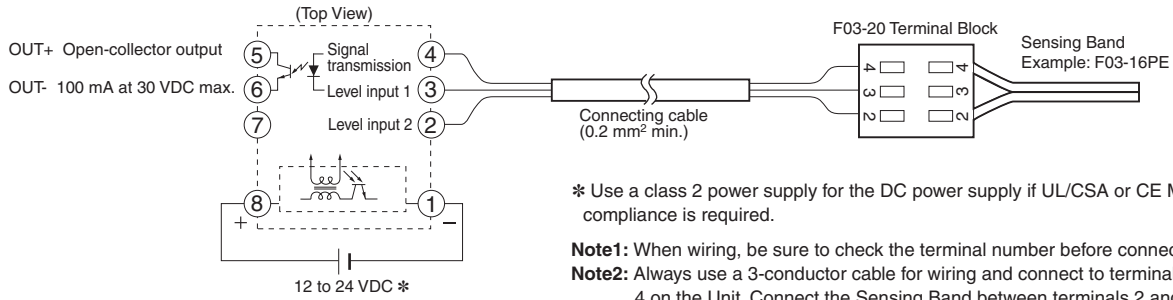 (Top View)
OUT+ Open-collector output
OUT- 100 mA at 30 VDC max.
5
6
7
8
Signal
transmission
Level input 1
Level input 2
4
3
2
1
+
−
12 to 24 VDC ✻
Connecting cable
(0.2 mm² min.)
F03-20 Terminal Block
4
3
2
4
3
2
Sensing Band
Example: F03-16PE
✻ Use a class 2 power supply for the DC power supply if UL/CSA or CE
compliance is required.
Note1: When wiring, be sure to check the terminal number before
Note2: Always use a 3-conductor cable for wiring and connect to
4 on the Unit. Connect the Sensing Band between terminals 2 and